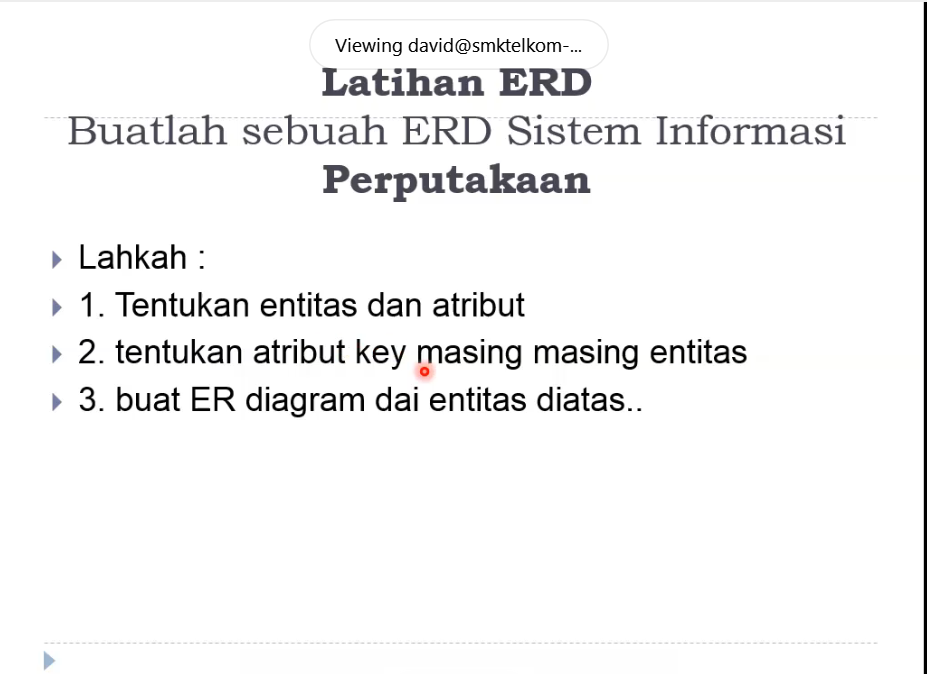 Viewing david@smktelkom-...
Latihan ERD
Buatlah sebuah ERD Sistem Informasi
Perputakaan
Lahkah :
1. Tentukan entitas dan atribut
2. tentukan atribut key masing masing entitas
3. buat ER diagram dai entitas diatas..